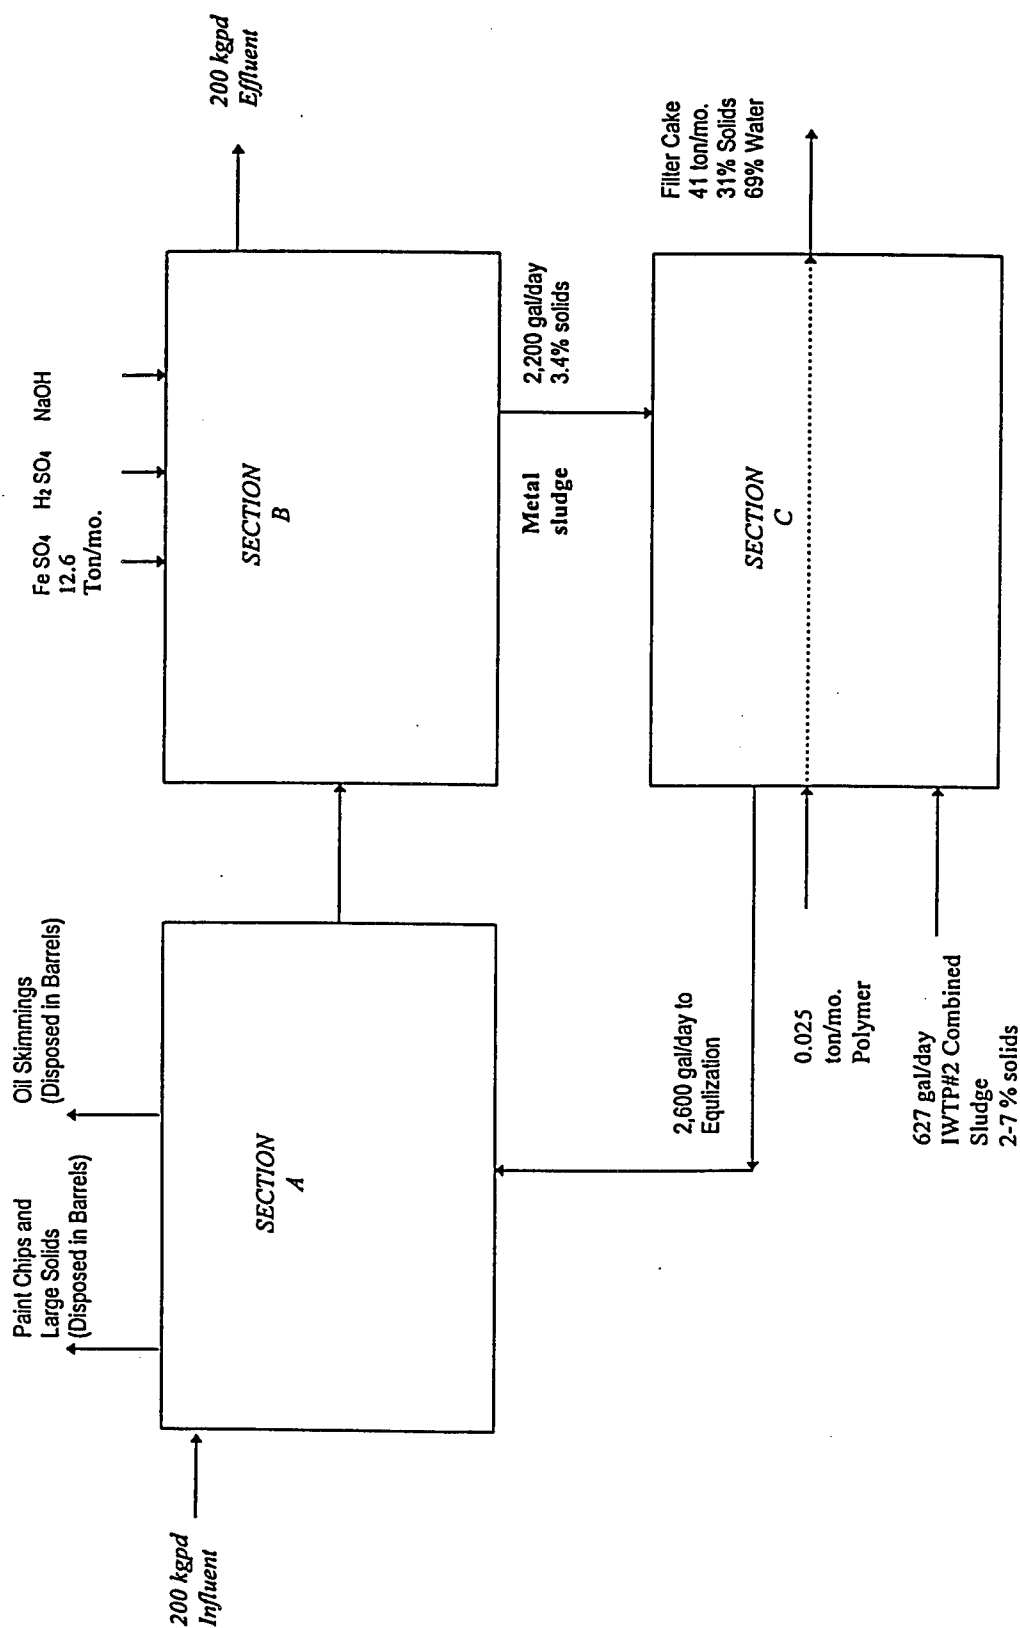 Paint Chips and
Large Solids
(Disposed in Barrels)
Oil Skimmings
(Disposed in Barrels)
Fe SO4 H2 SO4 NaOH
12.6
Ton/mo.
200 kgpd
Influent
SECTION
A
SECTION
B
200 kgpd
Effluent
Metal
sludge
2,200 gal/day
3.4% solids
2,600 gal/day to
Equlization
0.025
ton/mo.
Polymer
627 gal/day
IWTP#2 Combined
Sludge
2-7 % solids
SECTION
C
Filter Cake
41 ton/mo.
31% Solids
69% Water